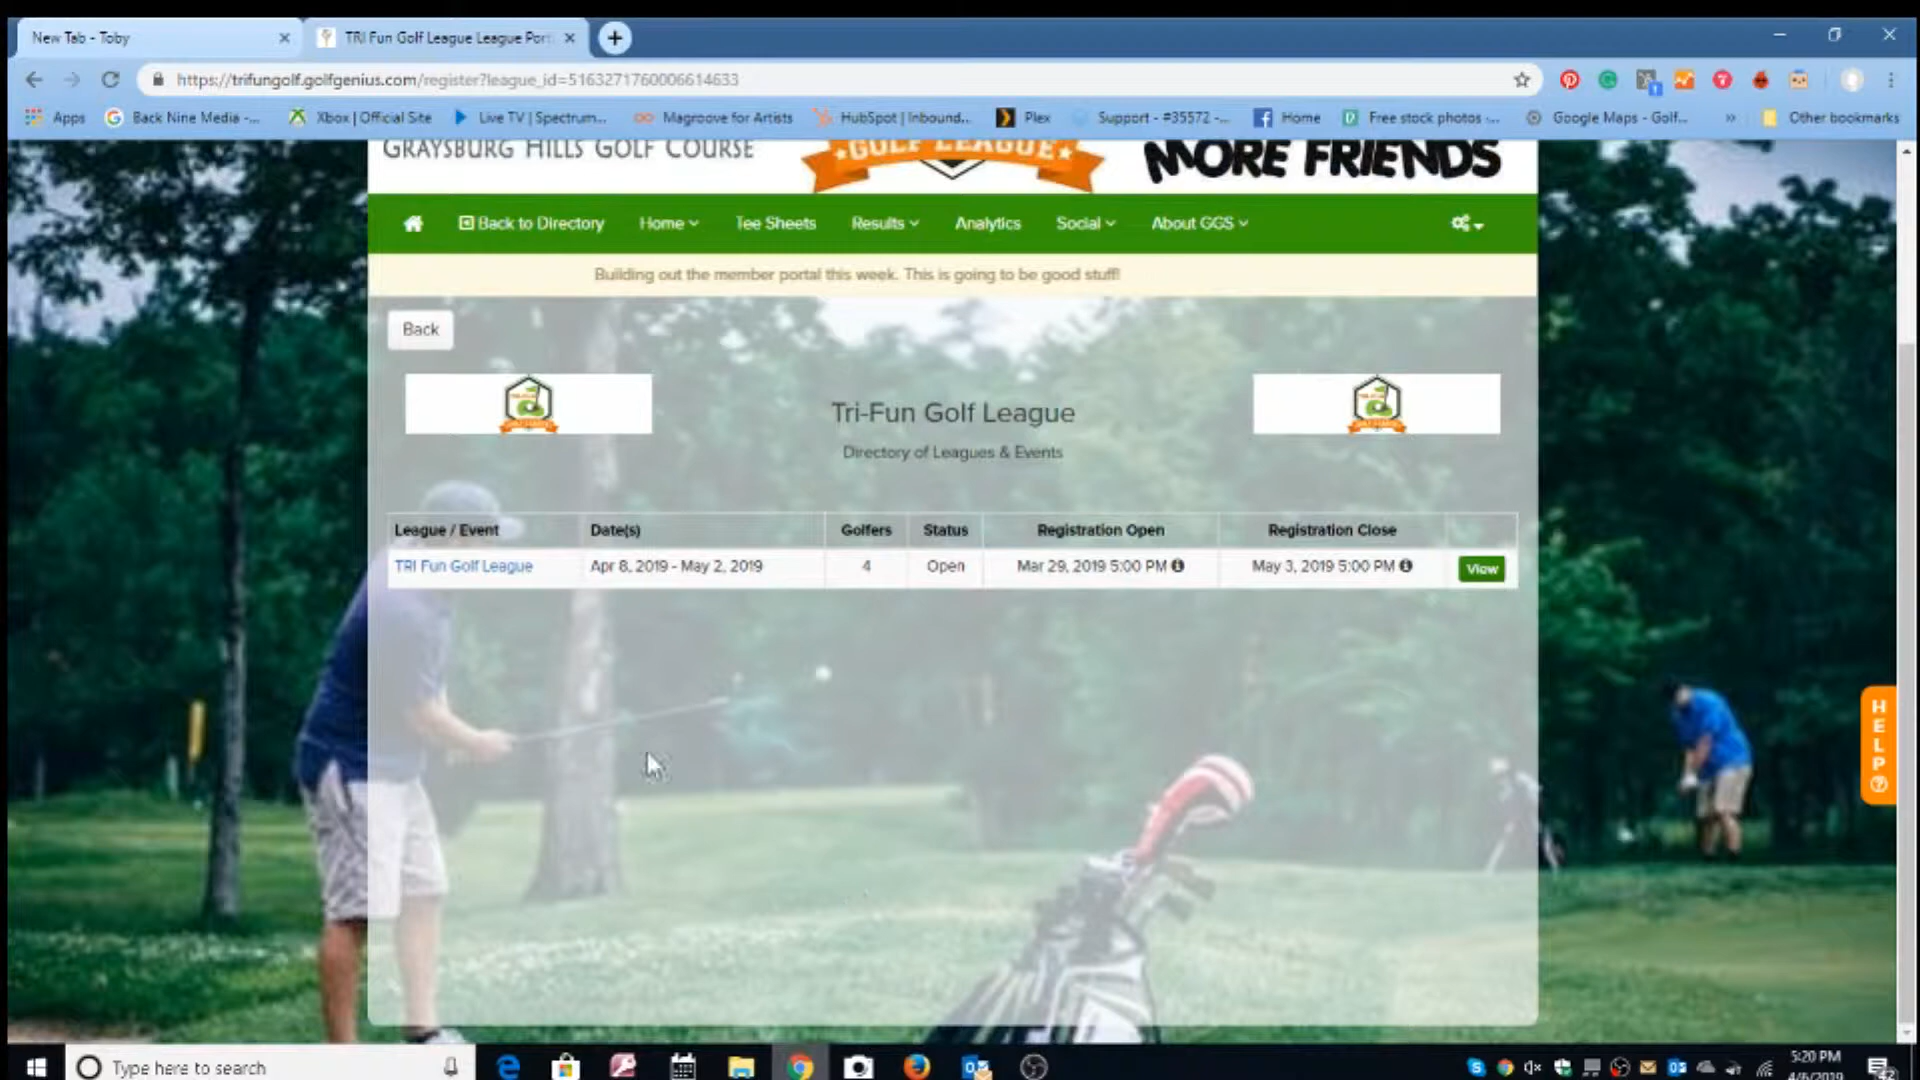 New Tab - Toby
TRI Fun Golf League League Port
https://trifungolf.golfgenius.com/register?league_id=5163271760006614633
Apps
Back Nine Media -...
Xbox | Official Site
Live TV | Spectrum...
Magroove for Artists
HubSpot | Inbound...
Plex
Support - #35572 -...
Home
Free stock photos -...
Google Maps - Golf...
»
Other bookmarks
GRAYSBURG HILLS GOLF COURSE
GOLF LEAGUE
MORE FRIENDS
Back to Directory
Home
Tee Sheets
Results
Analytics
Social
About GGS
Building out the member portal this week. This is going to be good stuff!
Back
Tri-Fun Golf League
Directory of Leagues & Events
League / Event Date(s) Golfers Status Registration Open Registration Close
TRI Fun Golf League Apr 8, 2019 - May 2, 2019 4 Open Mar 29, 2019 5:00 PM May 3, 2019 5:00 PM View
HELP
Type here to search
5:20 PM
4/6/2019